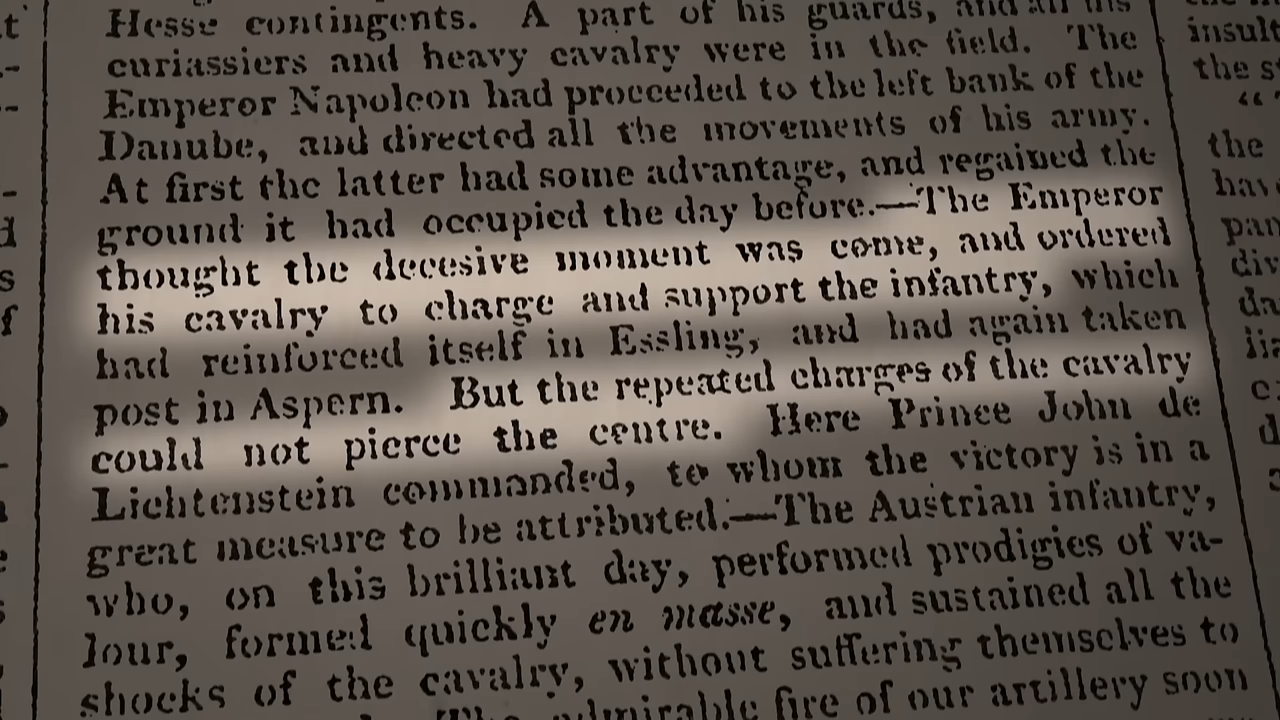 Hesse contingents. A part of his guards, and all his
curiassiers and heavy cavalry were in the field. The
Emperor Napoleon had proceeded to the left bank of the
Danube, and directed all the movements of his army.
At first the latter had some advantage, and regained the
ground it had occupied the day before.—The Emperor
thought the decesive moment was come, and ordered
his cavalry to charge and support the infantry, which
had reinforced itself in Essling, and had again taken
post in Aspern. But the repeated charges of the cavalry
could not pierce the centre. Here Prince John de
Lichtenstein commanded, to whom the victory is in a
great measure to be attributed.—The Austrian infantry,
who, on this brilliant day, performed prodigies of va-
lour, formed quickly en masse, and sustained all the
shocks of the cavalry, without suffering themselves to
admirable fire of our artillery soon
insult
the
the